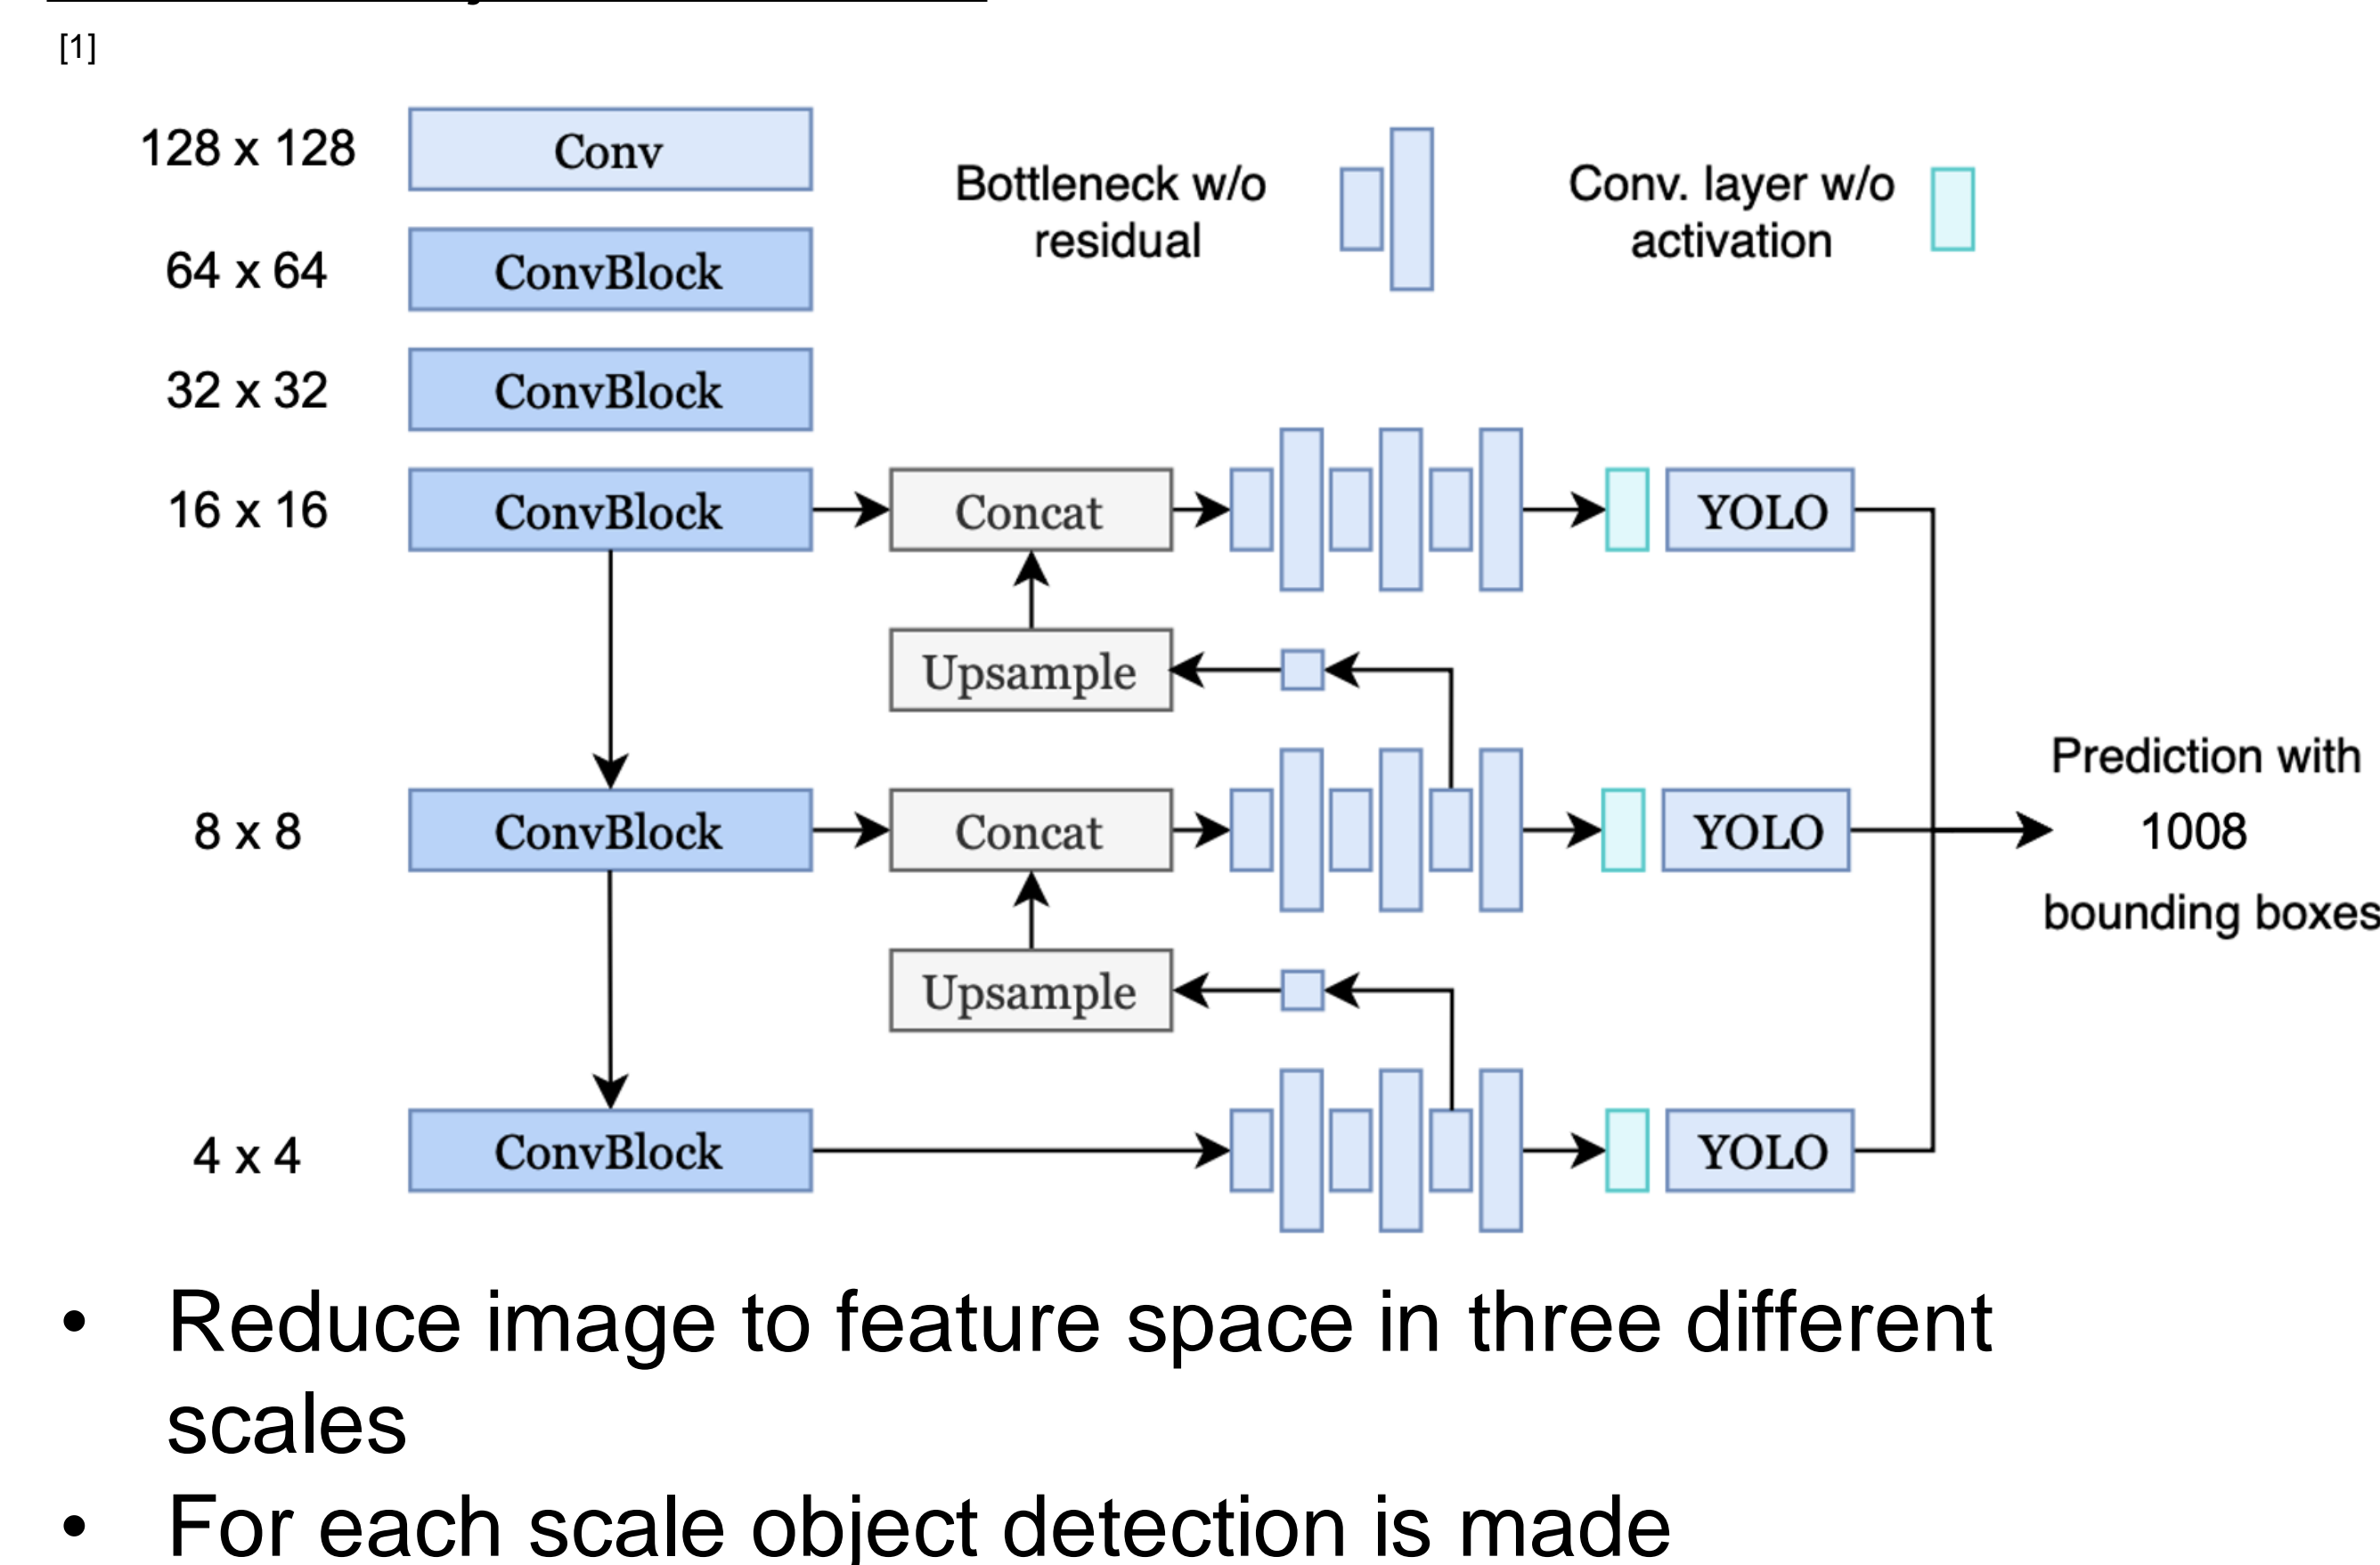 [1]
128 x 128
Conv
Bottleneck w/o
residual
Conv. layer w/o
activation
64 x 64
ConvBlock
32 x 32
ConvBlock
16 x 16
ConvBlock
Concat
YOLO
Upsample
8 x 8
ConvBlock
Concat
YOLO
Prediction with
1008
bounding boxes
Upsample
4 x 4
ConvBlock
YOLO
• Reduce image to feature space in three different
scales
• For each scale object detection is made